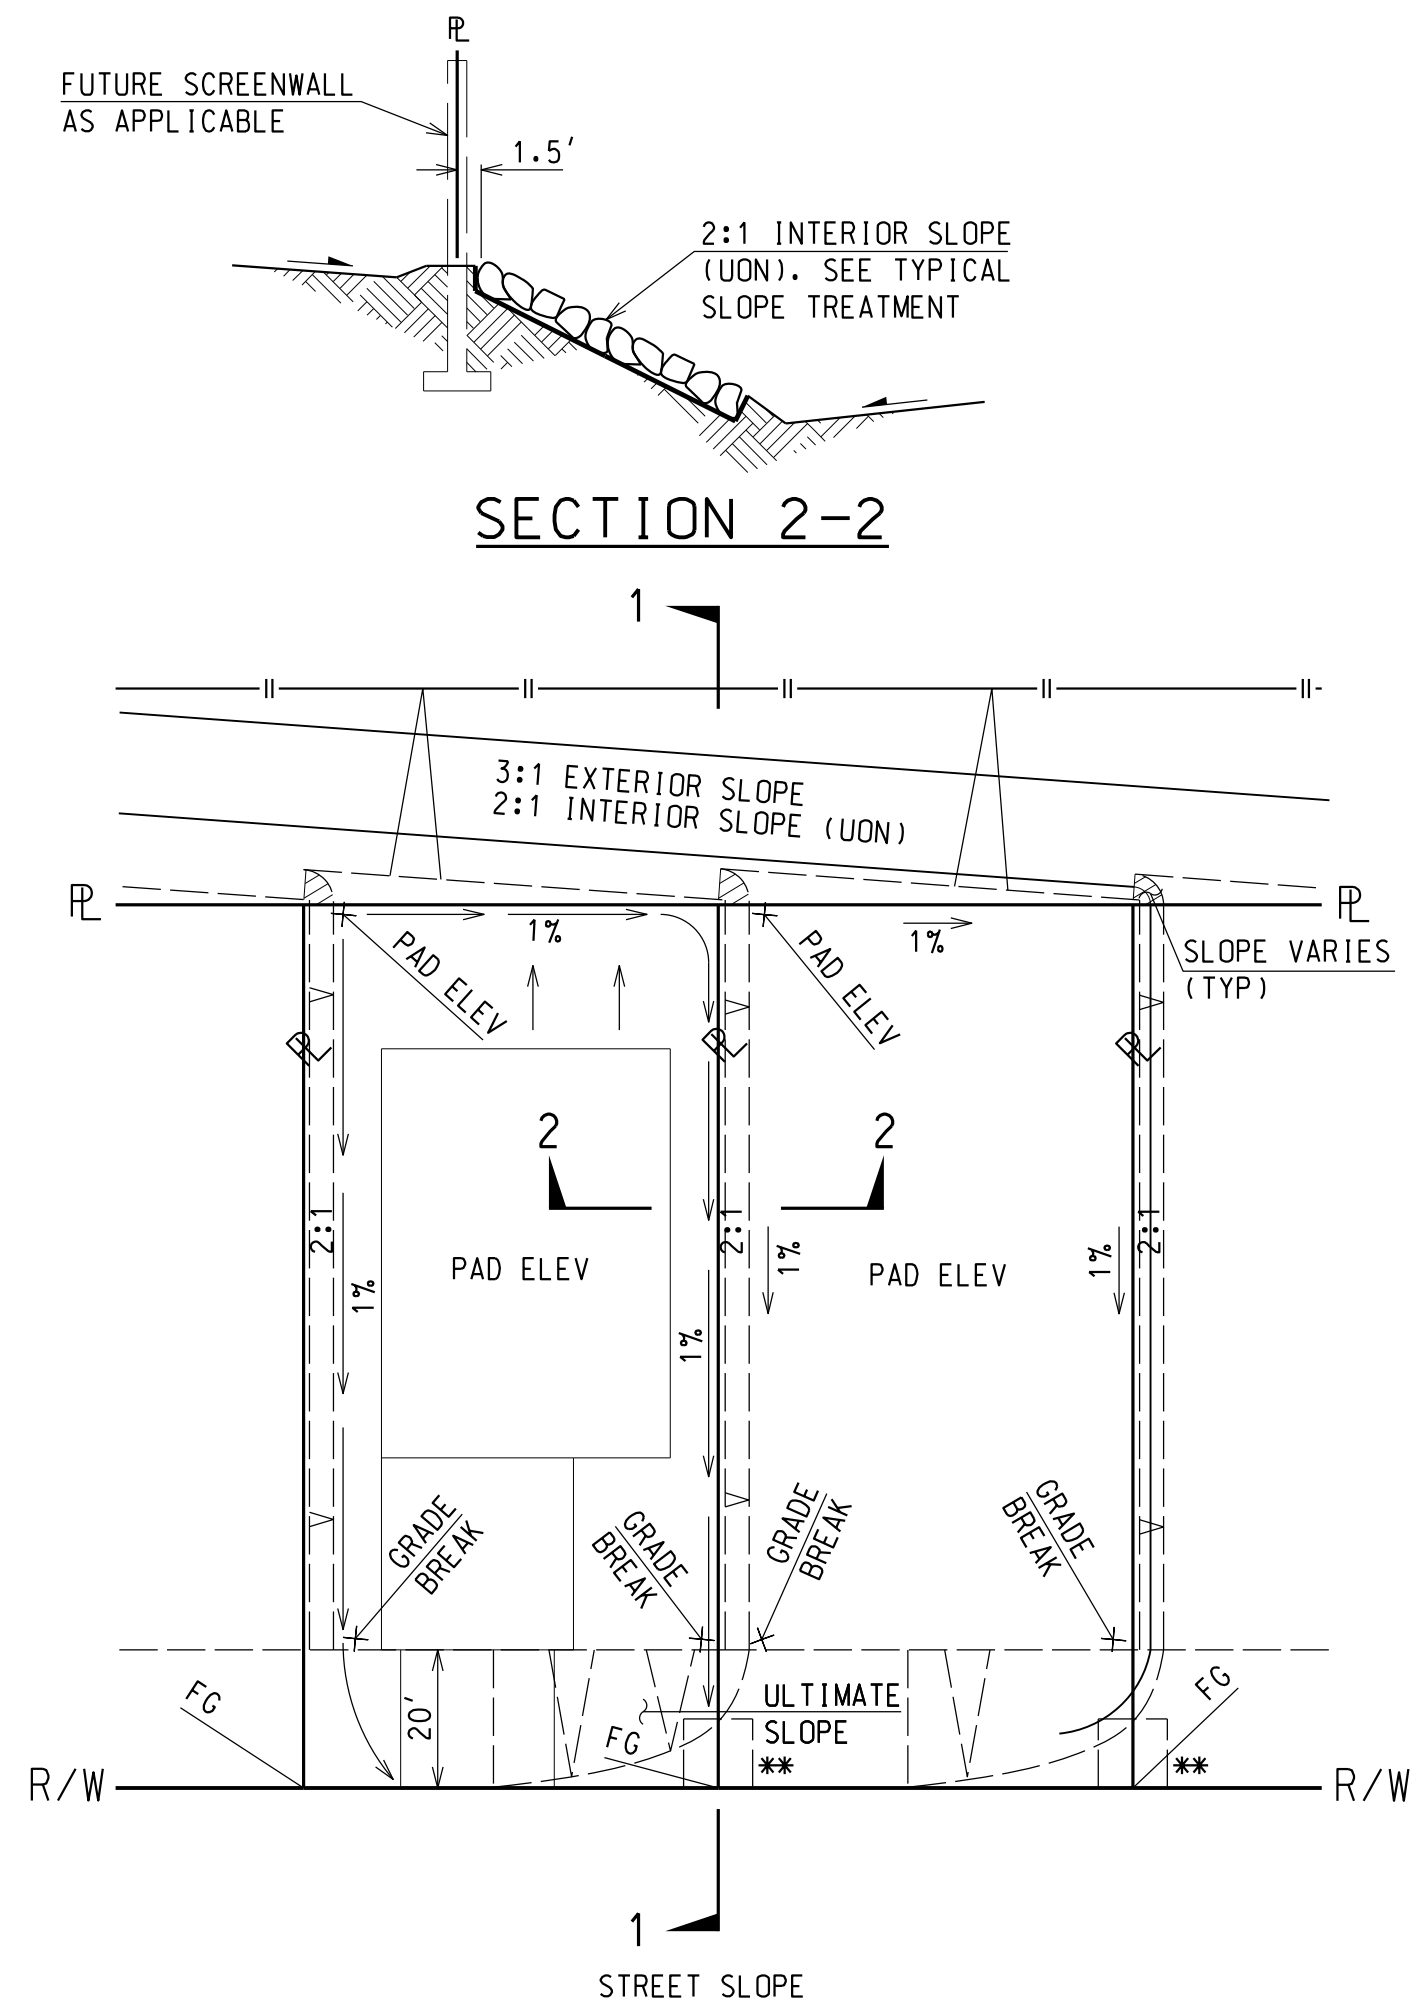 PL
FUTURE SCREENWALL
AS APPLICABLE
1.5'
2:1 INTERIOR SLOPE
(UON). SEE TYPICAL
SLOPE TREATMENT
SECTION 2-2
1
3:1 EXTERIOR SLOPE
2:1 INTERIOR SLOPE (UON)
PL
PL
1%
1%
PAD ELEV
PAD ELEV
SLOPE VARIES
(TYP)
PL
PL
PL
2
2
2:1
2:1
2:1
1%
1%
1%
1%
PAD ELEV
PAD ELEV
GRADE
BREAK
GRADE
BREAK
GRADE
BREAK
GRADE
BREAK
FG
20'
FG
ULTIMATE
SLOPE
FG
**
**
R/W
R/W
1
STREET SLOPE